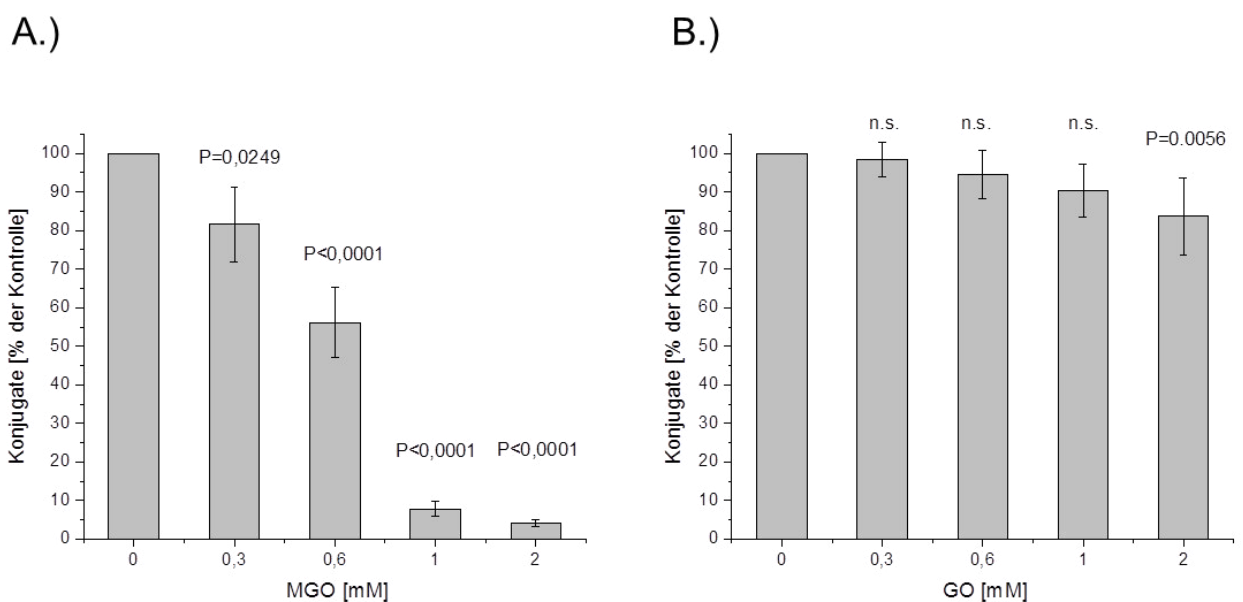 A.)
B.)
Konjugate [% der Kontrolle]
100
90
80
70
60
50
40
30
20
10
0
P=0,0249
P<0,0001
P<0,0001
P<0,0001
0
0,3
0,6
1
2
MGO [mM]
Konjugate [% der Kontrolle]
100
90
80
70
60
50
40
30
20
10
0
n.s.
n.s.
n.s.
P=0.0056
0
0,3
0,6
1
2
GO [mM]